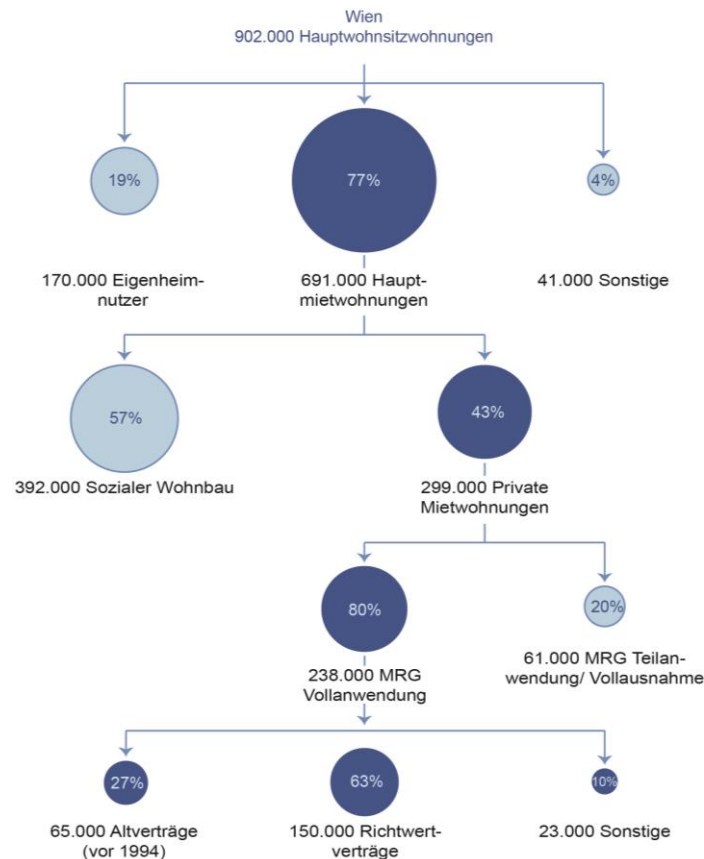 Wien
902.000 Hauptwohnsitzwohnungen
19%
77%
4%
170.000 Eigenheim-
nutzer
691.000 Haupt-
mietwohnungen
41.000 Sonstige
57%
43%
392.000 Sozialer Wohnbau
299.000 Private
Mietwohnungen
80%
20%
238.000 MRG
Vollanwendung
61.000 MRG Teilan-
wendung/ Vollausnahme
27%
63%
10%
65.000 Altverträge
(vor 1994)
150.000 Richtwert-
verträge
23.000 Sonstige